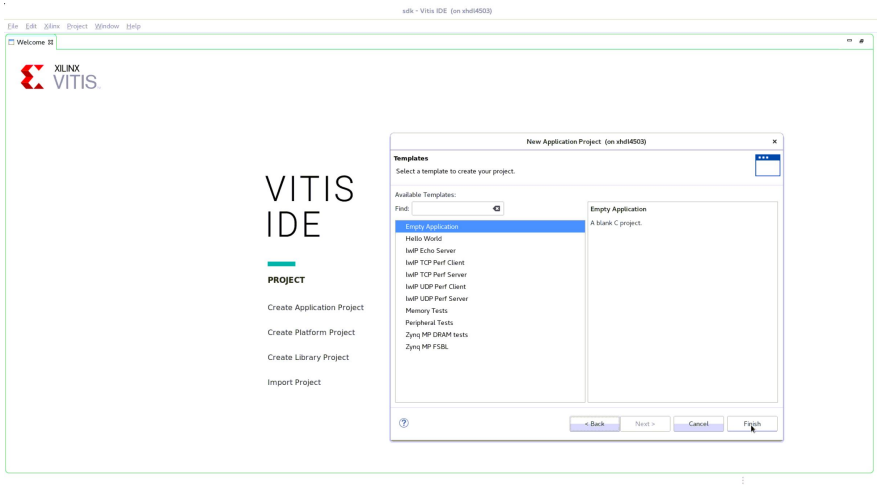 sdk - Vitis IDE (on xhdl4503)
File Edit Xilinx Project Window Help
Welcome
XILINX
VITIS
New Application Project (on xhdl4503)
Templates
Select a template to create your project.
Available Templates:
Find:
Empty Application
Hello World
lwIP Echo Server
lwIP TCP Perf Client
lwIP TCP Perf Server
lwIP UDP Perf Client
lwIP UDP Perf Server
Memory Tests
Peripheral Tests
Zynq MP DRAM tests
Zynq MP FSBL
Empty Application
A blank C project.
VITIS
IDE
PROJECT
Create Application Project
Create Platform Project
Create Library Project
Import Project
< Back Next > Cancel Finish